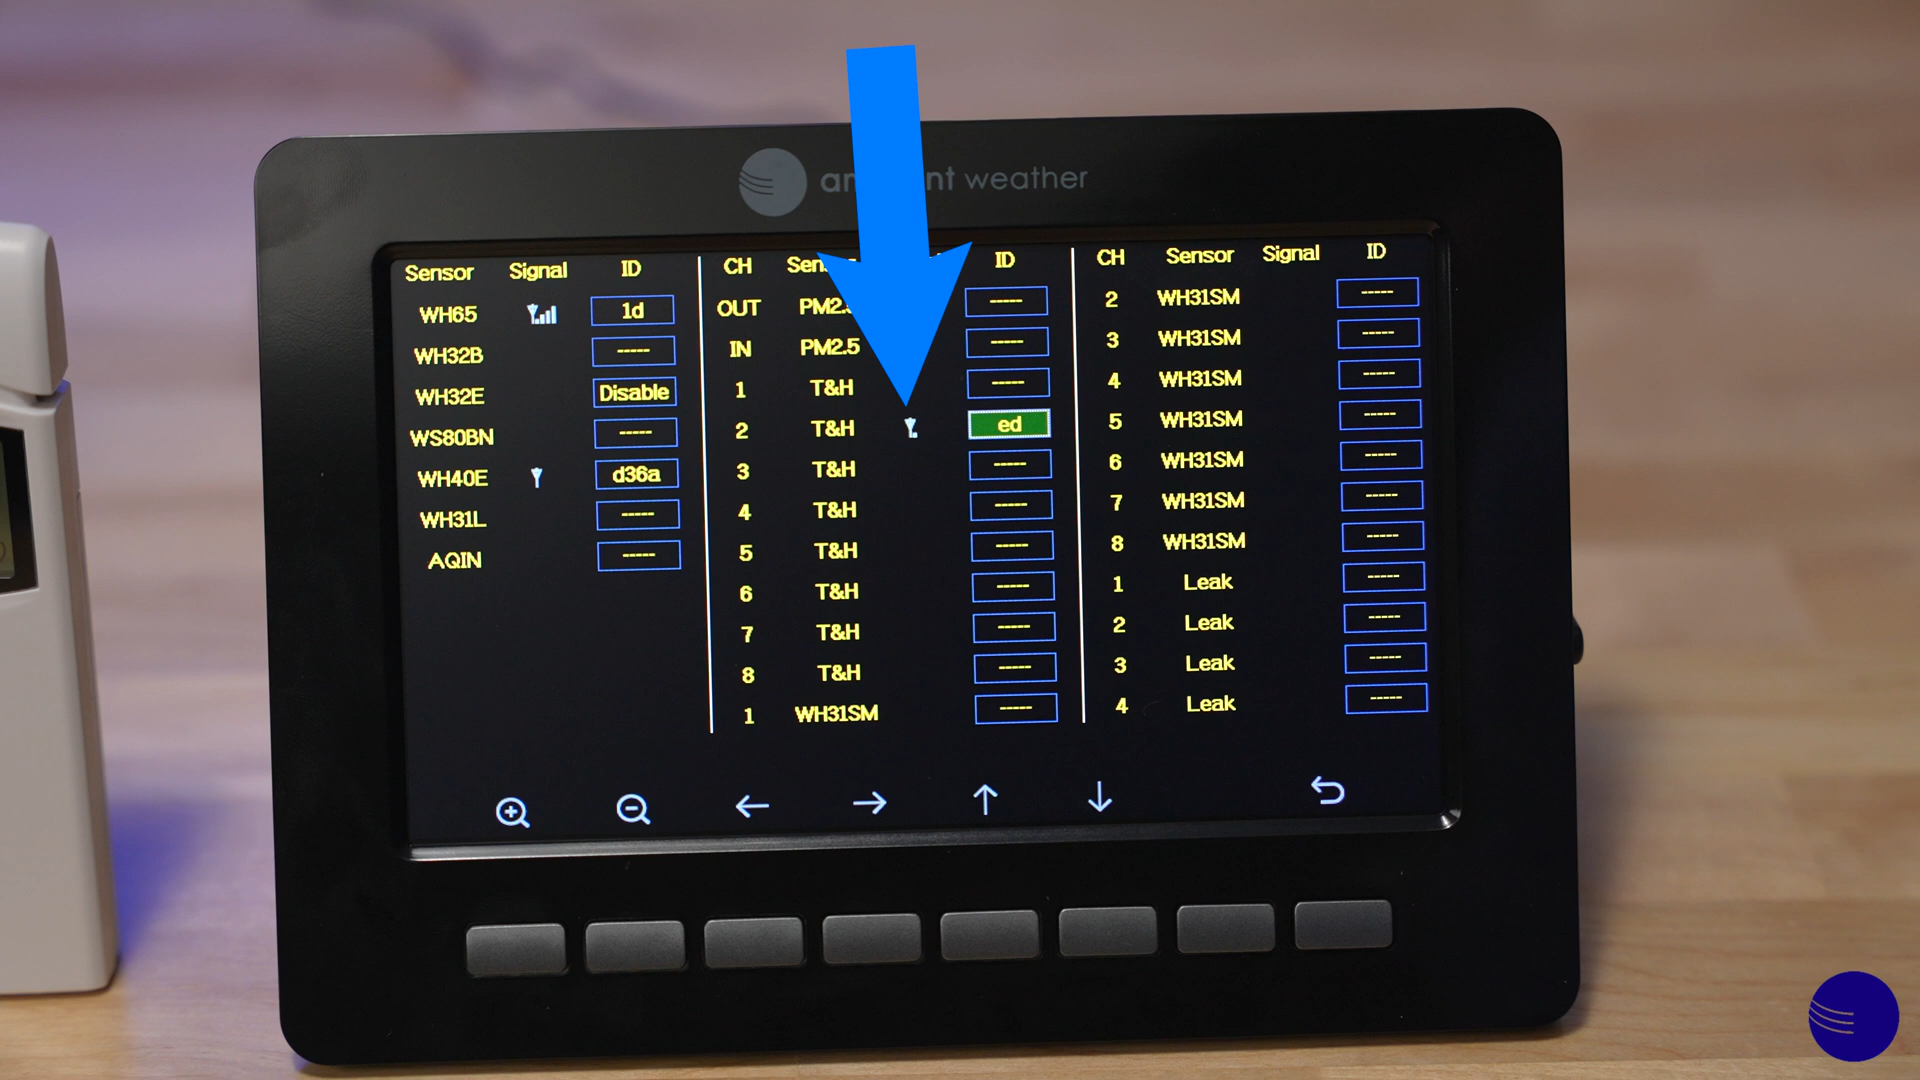 weather
Sensor Signal ID
WH65 1d
WH32B -----
WH32E Disable
WS80BN -----
WH40E d36a
WH31L -----
AQIN -----
CH ID
OUT -----
IN PM2.5 -----
1 T&H -----
2 T&H ed
3 T&H -----
4 T&H -----
5 T&H -----
6 T&H -----
7 T&H -----
8 T&H -----
1 WH31SM -----
CH Sensor Signal ID
2 WH31SM -----
3 WH31SM -----
4 WH31SM -----
5 WH31SM -----
6 WH31SM -----
7 WH31SM -----
8 WH31SM -----
1 Leak -----
2 Leak -----
3 Leak -----
4 Leak -----